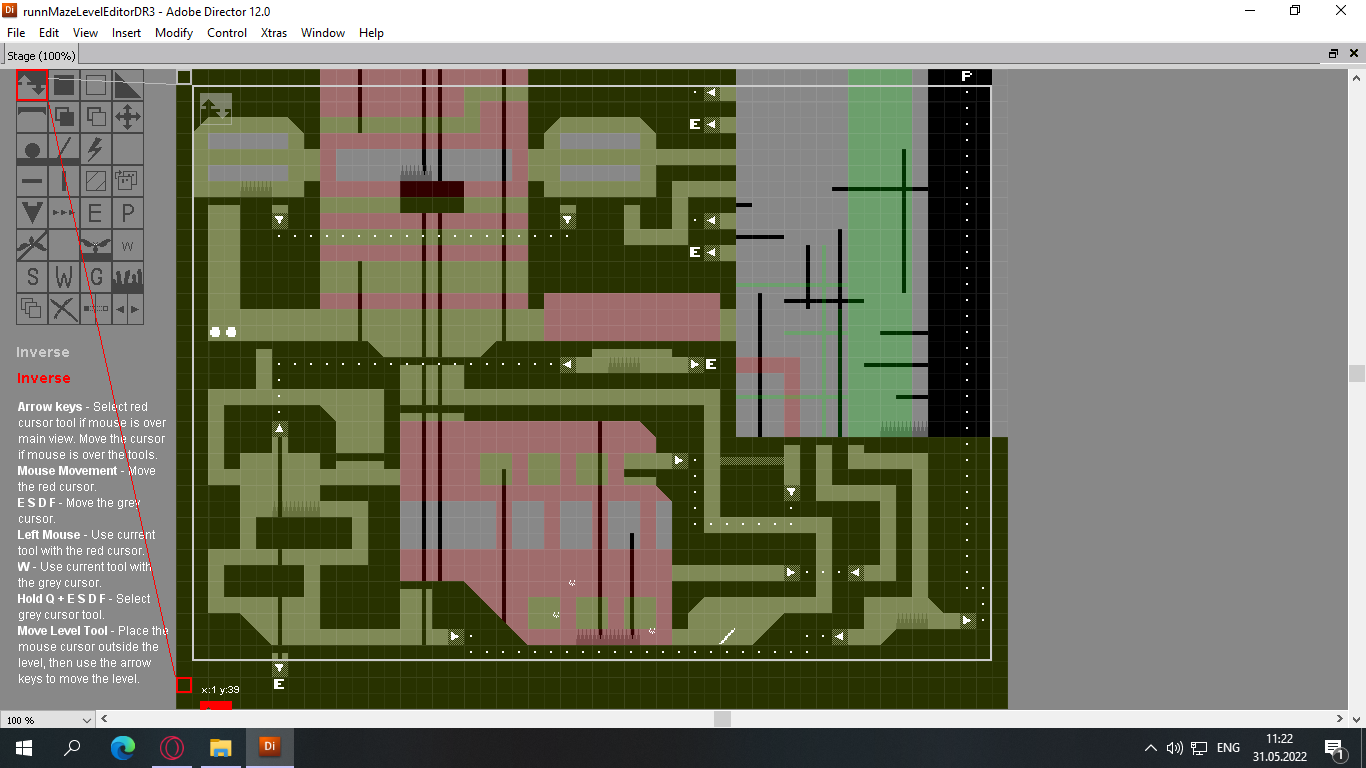 Di runnMazeLevelEditorDR3 - Adobe Director 12.0
File Edit View Insert Modify Control Xtras Window Help
Stage (100%)
P
E
E P
W
S W G
E
E
Inverse
Inverse
Arrow keys - Select red
cursor tool if mouse is over
main view. Move the cursor
if mouse is over the tools.
Mouse Movement - Move
the red cursor.
E S D F - Move the grey
cursor.
Left Mouse - Use current
tool with the red cursor.
W - Use current tool with
the grey cursor.
Hold Q + E S D F - Select
grey cursor tool.
Move Level Tool - Place the
mouse cursor outside the
level, then use the arrow
keys to move the level.
E
x:1 y:39
100 %
Di
ENG
11:22
31.05.2022
1